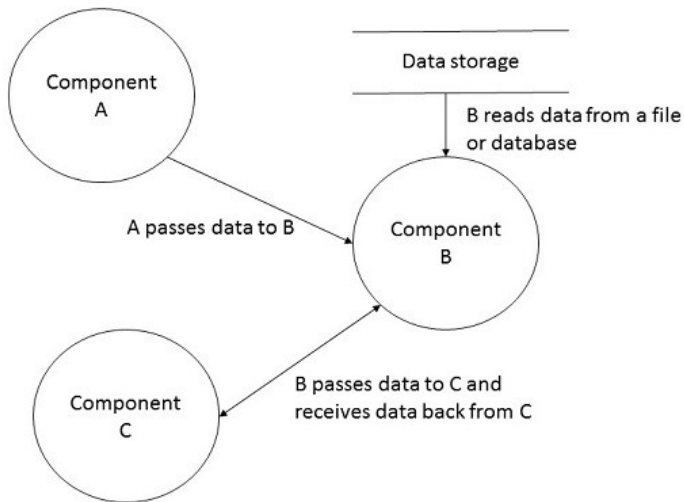 Component
A
Data storage
B reads data from a file
or database
A passes data to B
Component
B
B passes data to C and
receives data back from C
Component
C